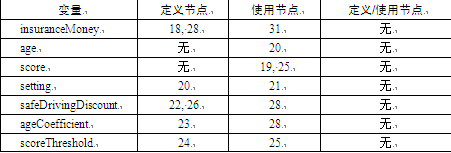 变量 定义节点 使用节点 定义/使用节点
insuranceMoney 18, 28 31 无
age 无 20 无
score 无 19, 25 无
setting 20 21 无
safeDrivingDiscount 22, 26 28 无
ageCoefficient 23 28 无
scoreThreshold 24 25 无